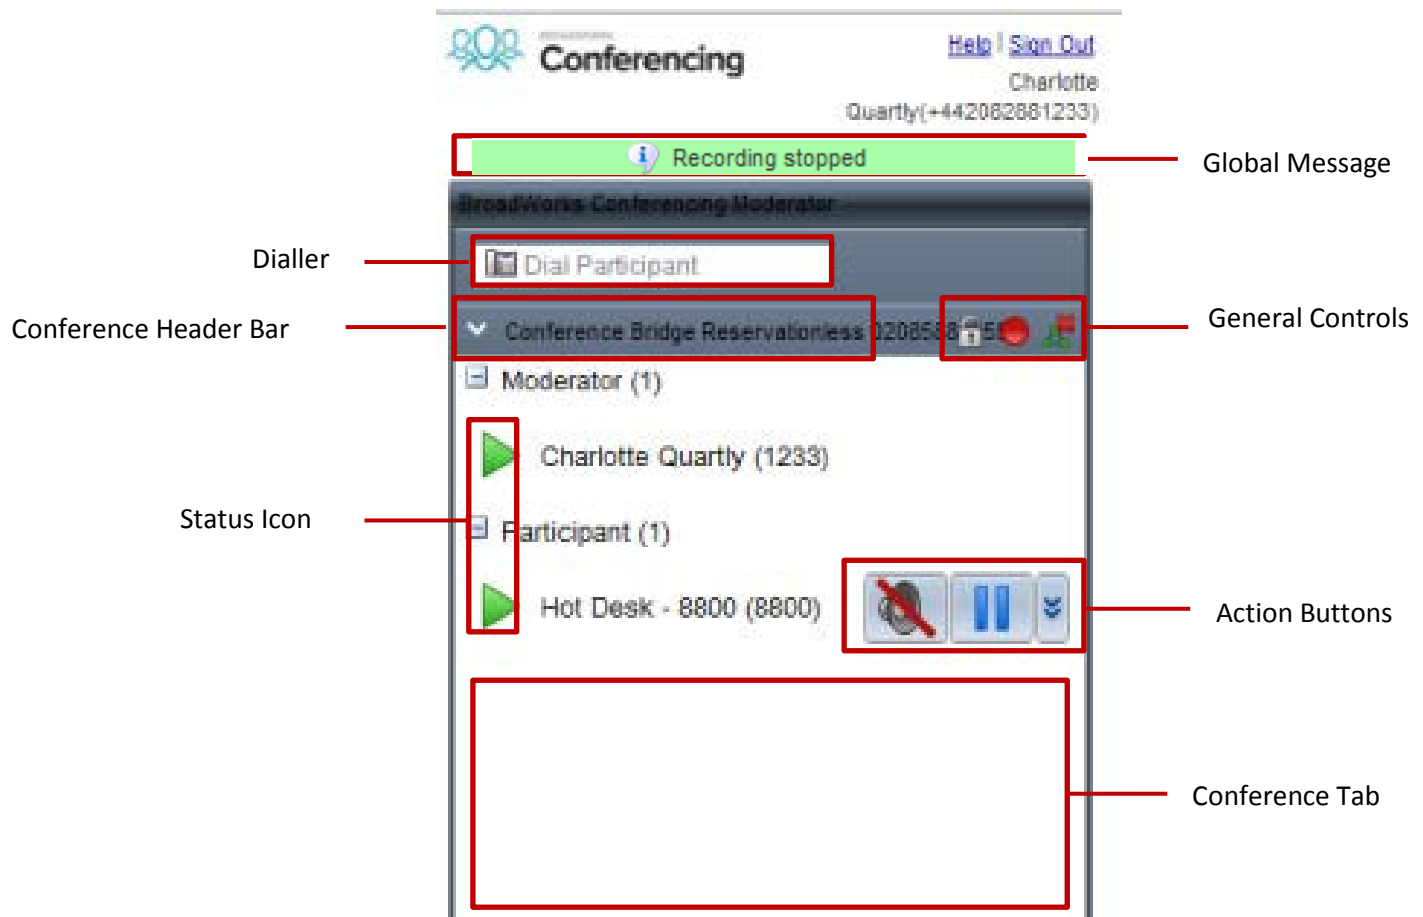 Conferencing
Help | Sign Out
Charlotte
Quartly(+442082881233)
Recording stopped
Global Message
BroadWorks Conferencing Moderator
Dialler
Dial Participant
Conference Header Bar
Conference Bridge Reservationless
General Controls
Moderator (1)
Charlotte Quartly (1233)
Status Icon
Participant (1)
Hot Desk - 8800 (8800)
Action Buttons
Conference Tab